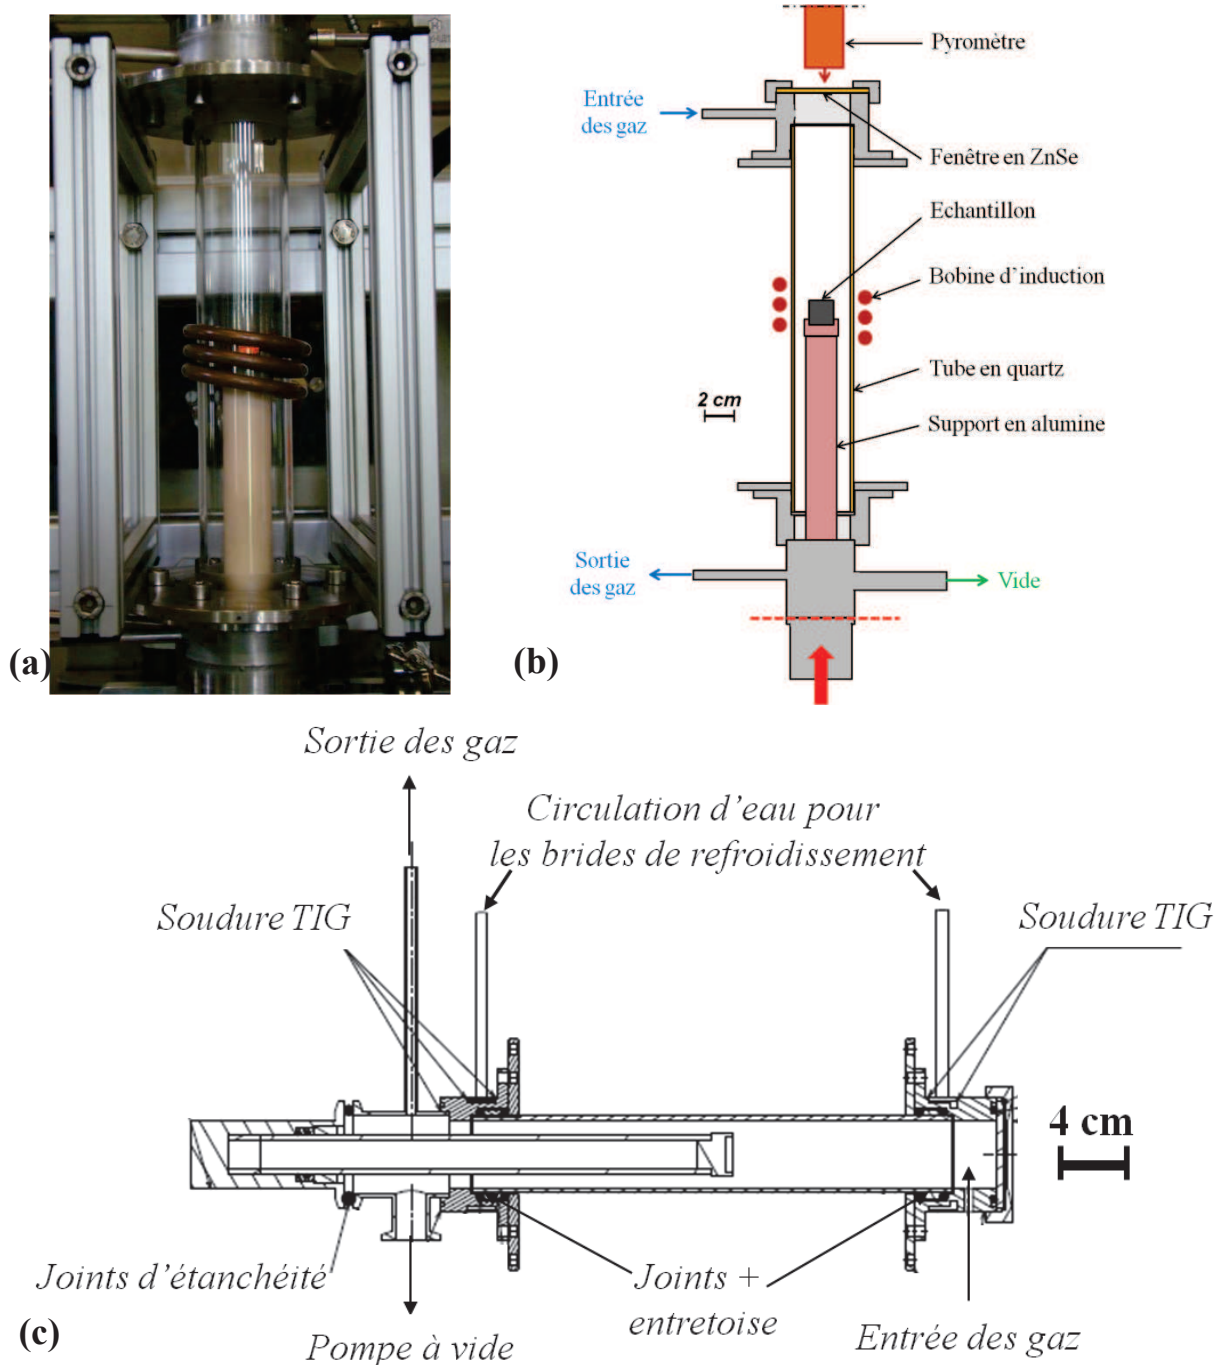 Pyromètre
Entrée
des gaz
Fenêtre en ZnSe
Echantillon
Bobine d'induction
Tube en quartz
2 cm
Support en alumine
Sortie
des gaz
Vide
(a)
(b)
Sortie des gaz
Circulation d'eau pour
les brides de refroidissement
Soudure TIG
Soudure TIG
4 cm
Joints d'étanchéité
Joints +
entretoise
Entrée des gaz
(c)
Pompe à vide